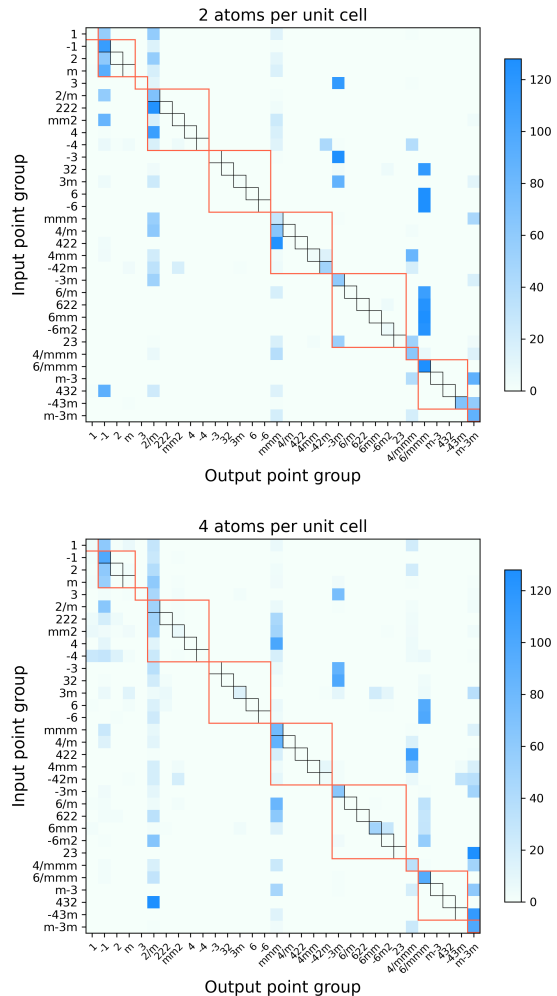 2 atoms per unit cell
Input point group
1
-1
2
m
3
2/m
222
mm2
4
-4
-3
32
3m
6
-6
mmm
4/m
422
4mm
-42m
-3m
6/m
622
6mm
-6m2
23
4/mmm
6/mmm
m-3
432
-43m
m-3m
1
-1
2
m
3
2/m
222
mm2
4
-4
-3
32
3m
6
-6
mmm
4/m
422
4mm
-42m
-3m
6/m
622
6mm
-6m2
23
4/mmm
6/mmm
m-3
432
-43m
m-3m
Output point group
120
100
80
60
40
20
0
4 atoms per unit cell
Input point group
1
-1
2
m
3
2/m
222
mm2
4
-4
-3
32
3m
6
-6
mmm
4/m
422
4mm
-42m
-3m
6/m
622
6mm
-6m2
23
4/mmm
6/mmm
m-3
432
-43m
m-3m
1
-1
2
m
3
2/m
222
mm2
4
-4
-3
32
3m
6
-6
mmm
4/m
422
4mm
-42m
-3m
6/m
622
6mm
-6m2
23
4/mmm
6/mmm
m-3
432
-43m
m-3m
Output point group
120
100
80
60
40
20
0